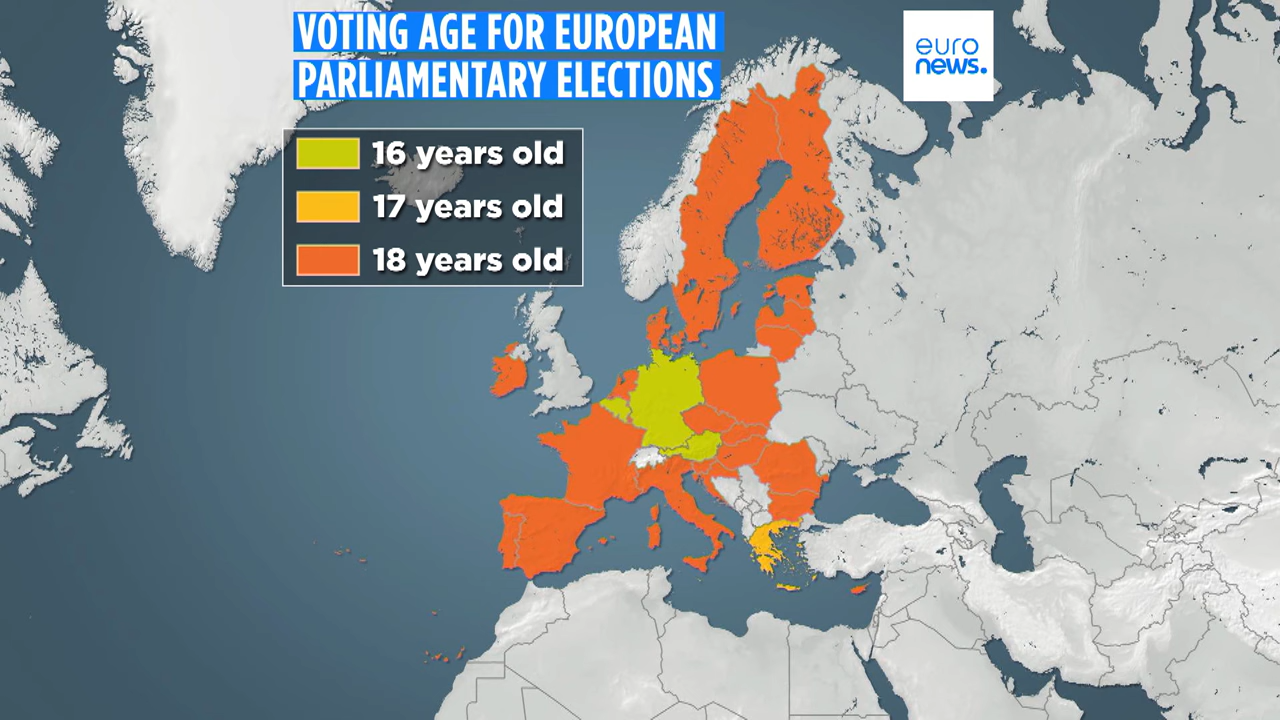 VOTING AGE FOR EUROPEAN
PARLIAMENTARY ELECTIONS
euro
news.
16 years old
17 years old
18 years old